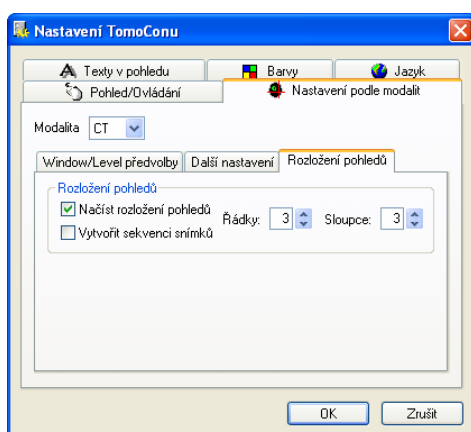 Nastavení TomoConu
Texty v pohledu Barvy Jazyk
Pohled/Ovládání Nastavení podle modalit
Modalita CT
Window/Level předvolby Další nastavení Rozložení pohledů
Rozložení pohledů
Načíst rozložení pohledů Řádky: 3 Sloupce: 3
Vytvořit sekvenci snímků
OK Zrušit